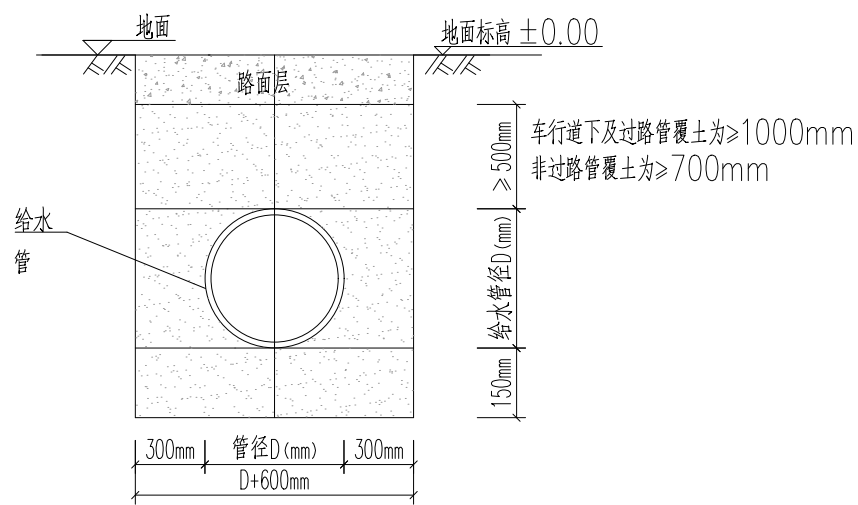 地面
地面标高 ±0.00
路面层
≥500mm
车行道下及过路管覆土为≥1000mm
非过路管覆土为≥700mm
给水
管
给水管径D(mm)
150mm
300mm
管径D(mm)
300mm
D+600mm